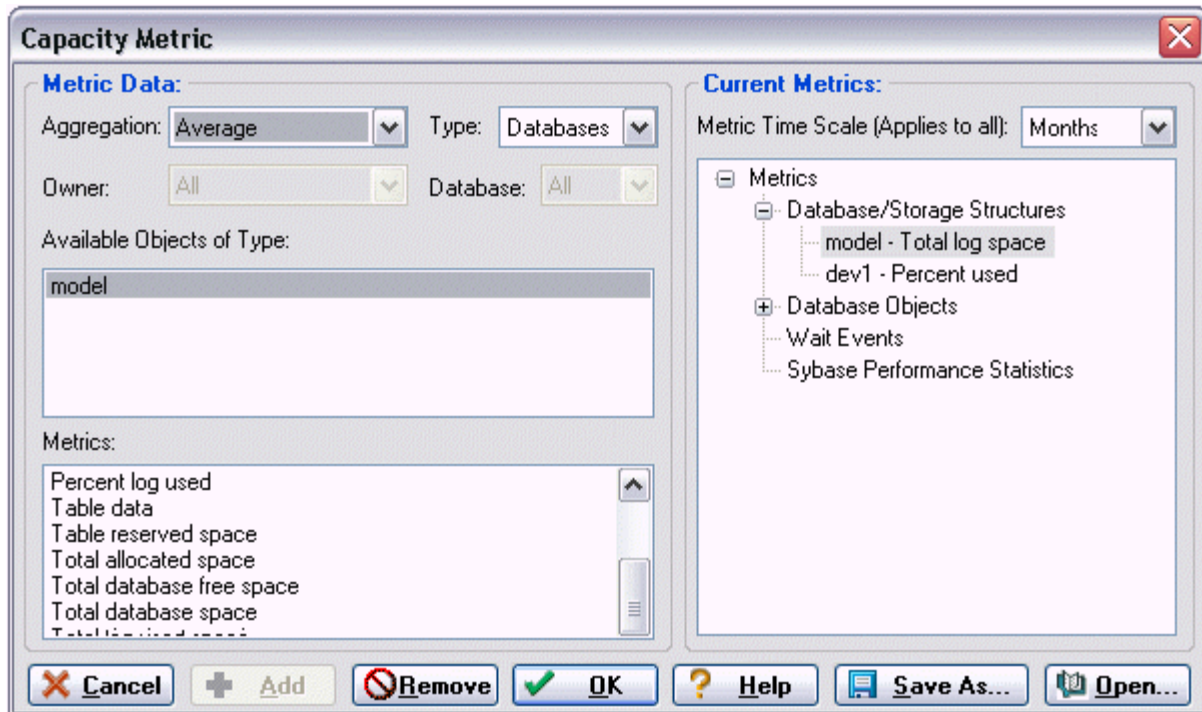 Capacity Metric
Metric Data:
Aggregation: Average Type: Databases
Owner: All Database: All
Available Objects of Type:
model
Metrics:
Percent log used
Table data
Table reserved space
Total allocated space
Total database free space
Total database space
Current Metrics:
Metric Time Scale (Applies to all): Months
Metrics
Database/Storage Structures
model - Total log space
dev1 - Percent used
Database Objects
Wait Events
Sybase Performance Statistics
Cancel Add Remove OK Help Save As... Open...